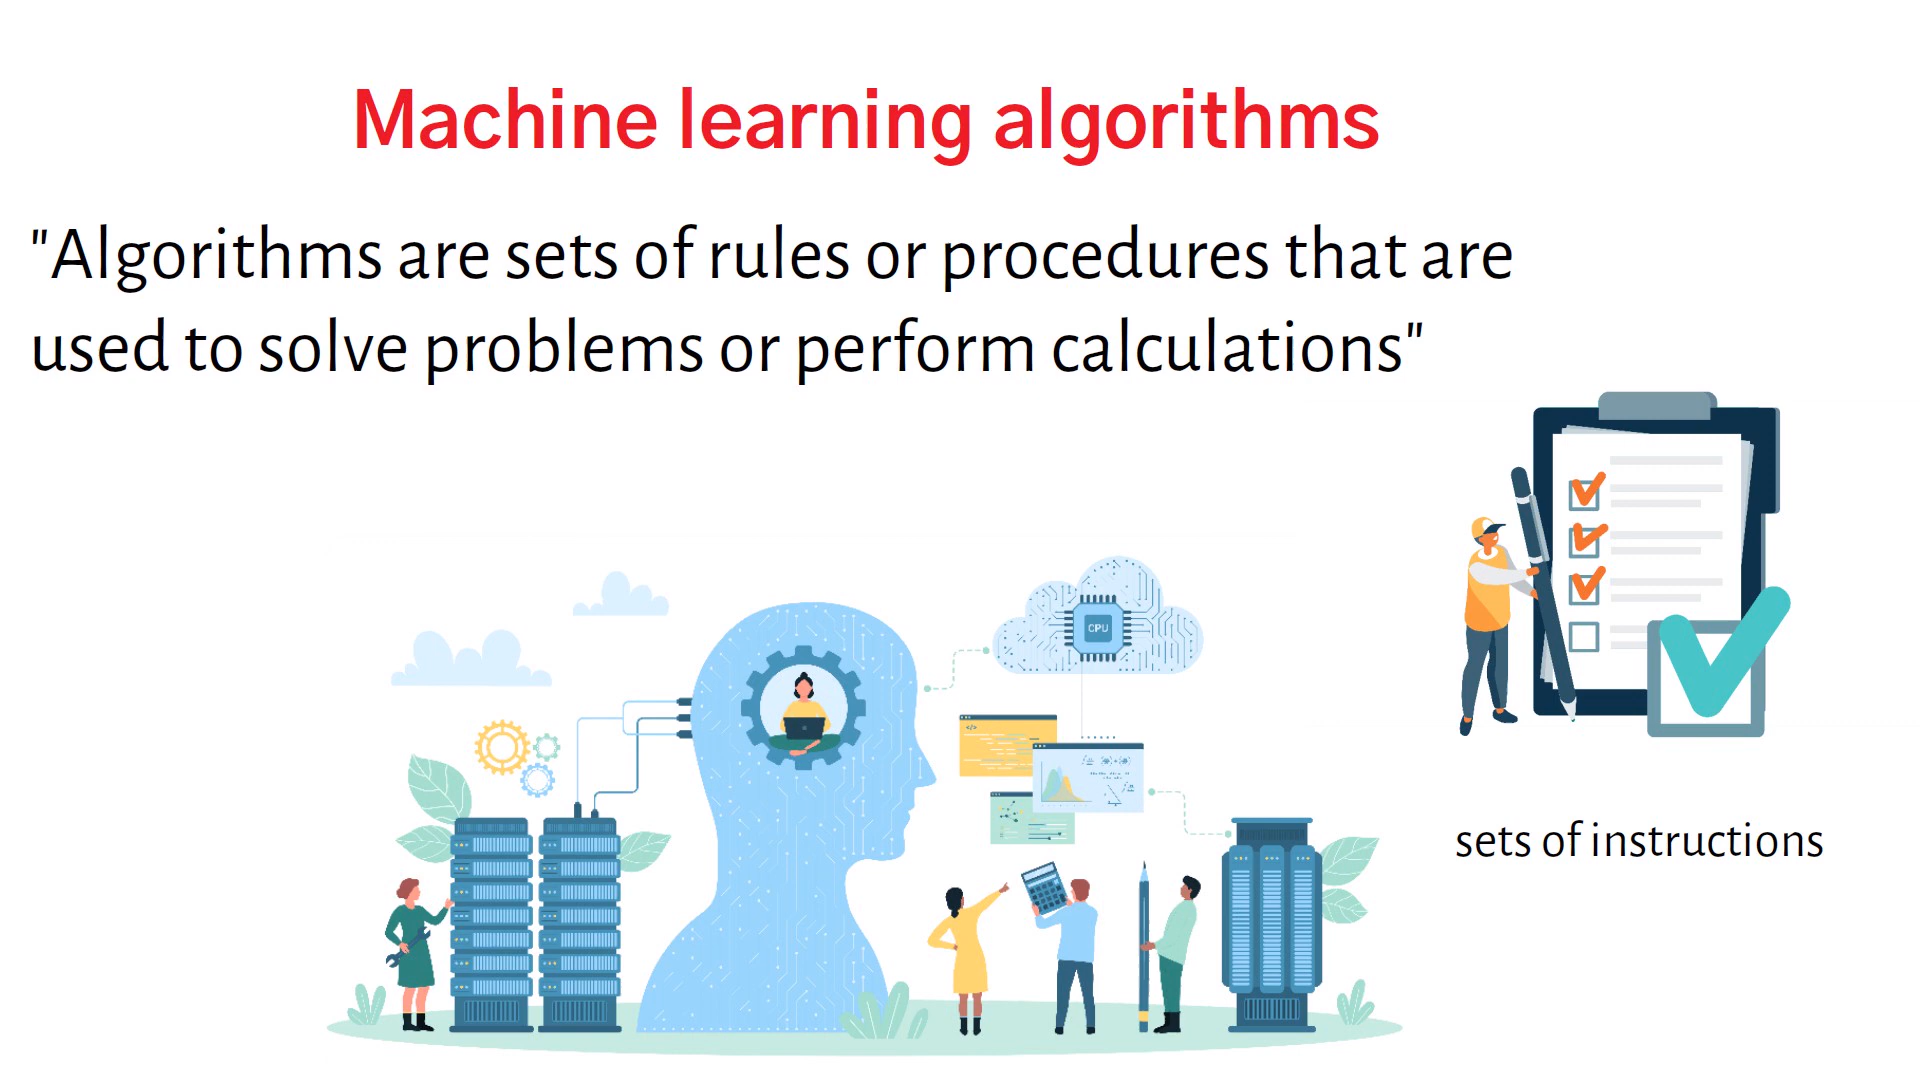 Machine learning algorithms
"Algorithms are sets of rules or procedures that are
used to solve problems or perform calculations"
CPU
</>
sets of instructions